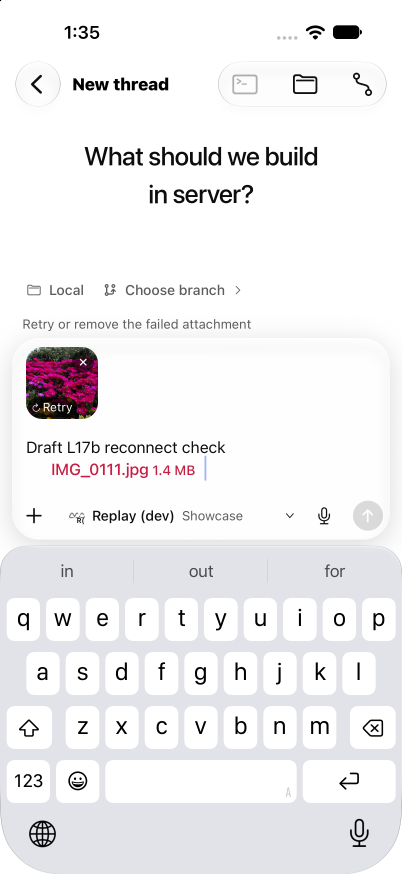 1:35
New thread
What should we build
in server?
Local
Choose branch
Retry or remove the failed attachment
Retry
Draft L17b reconnect check
IMG_0111.jpg 1.4 MB
Replay (dev) Showcase
in out for
q w e r t y u i o p
a s d f g h j k l
z x c v b n m
123
A